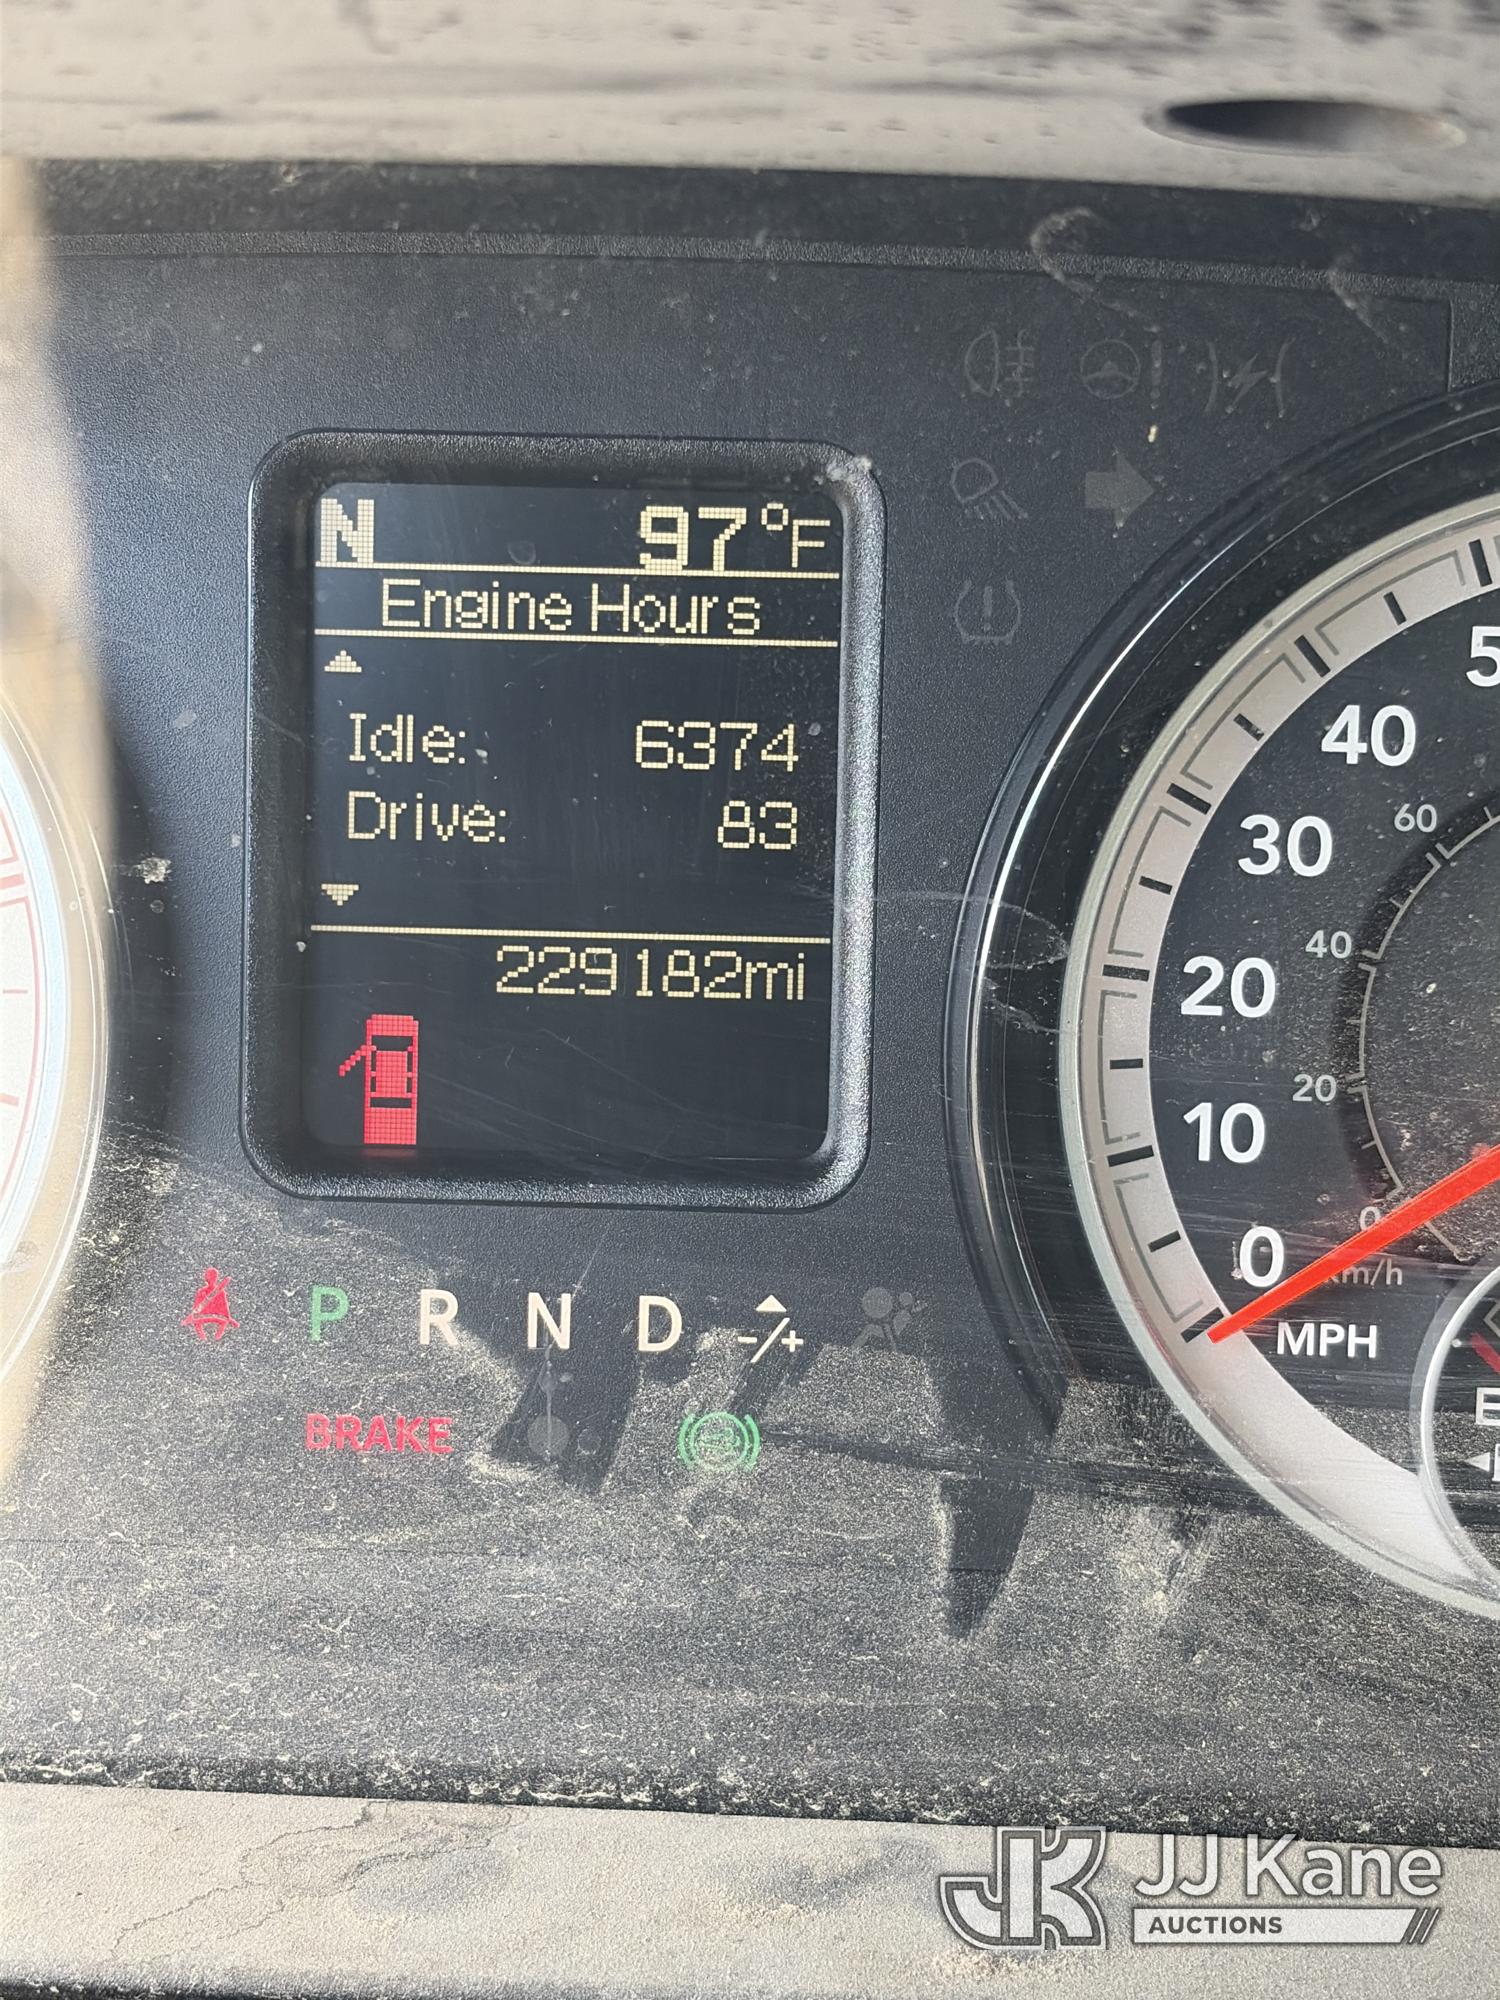 N 97°F
Engine Hours
Idle: 6374
Drive: 83
229182mi
P R N D -/+
BRAKE
40
30
60
20
40
10
20
0
0
km/h
MPH
E
JK JJ Kane
AUCTIONS